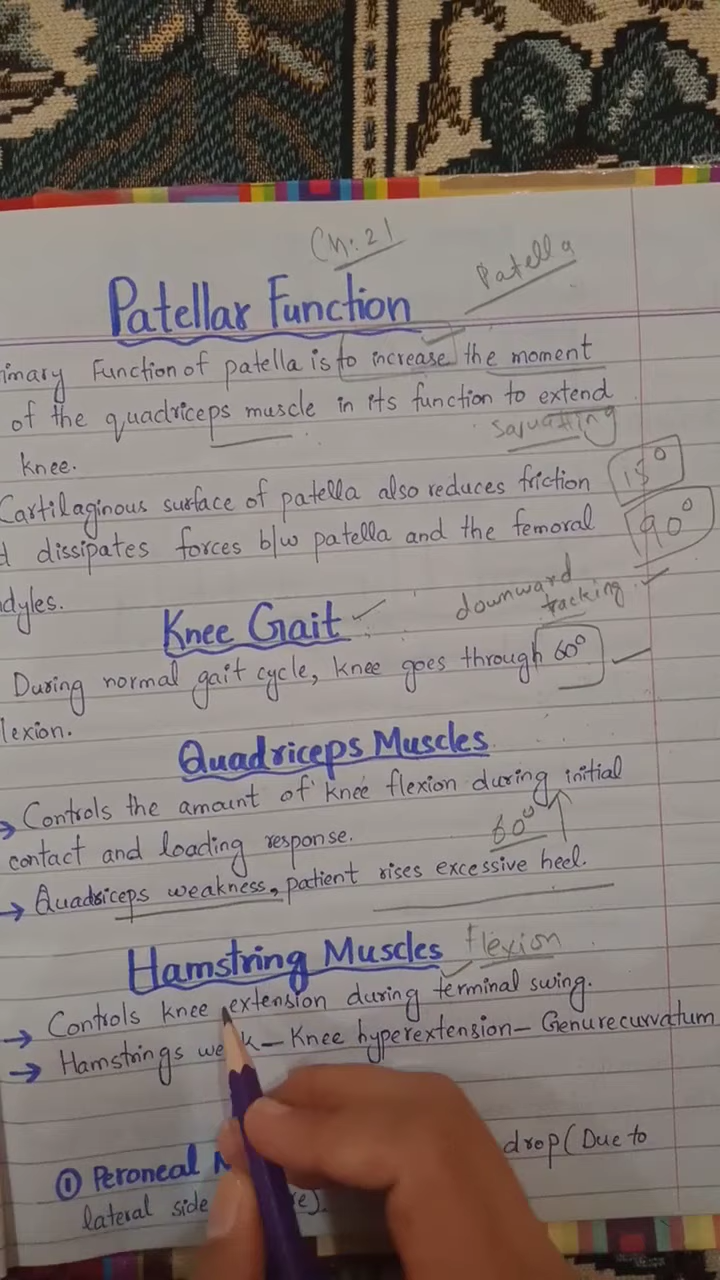 Ch: 21
Patella
Patellar Function
imary Function of patella is to increase the moment
of the quadriceps muscle in its function to extend
squatting
knee.
Cartilaginous surface of patella also reduces friction
15°
d dissipates forces b/w patella and the femoral
90°
dyles.
downward
tracking
Knee Gait
During normal gait cycle, knee goes through 60°
lexion.
Quadriceps Muscles
→ Controls the amount of knee flexion during initial
contact and loading response.
60°
→ Quadriceps weakness, patient rises excessive heel.
Hamstring Muscles
flexion
→ Controls knee extension during terminal swing.
→ Hamstrings we k – Knee hyperextension – Genurecurvatum
① Peroneal N
drop (Due to
lateral side
e).